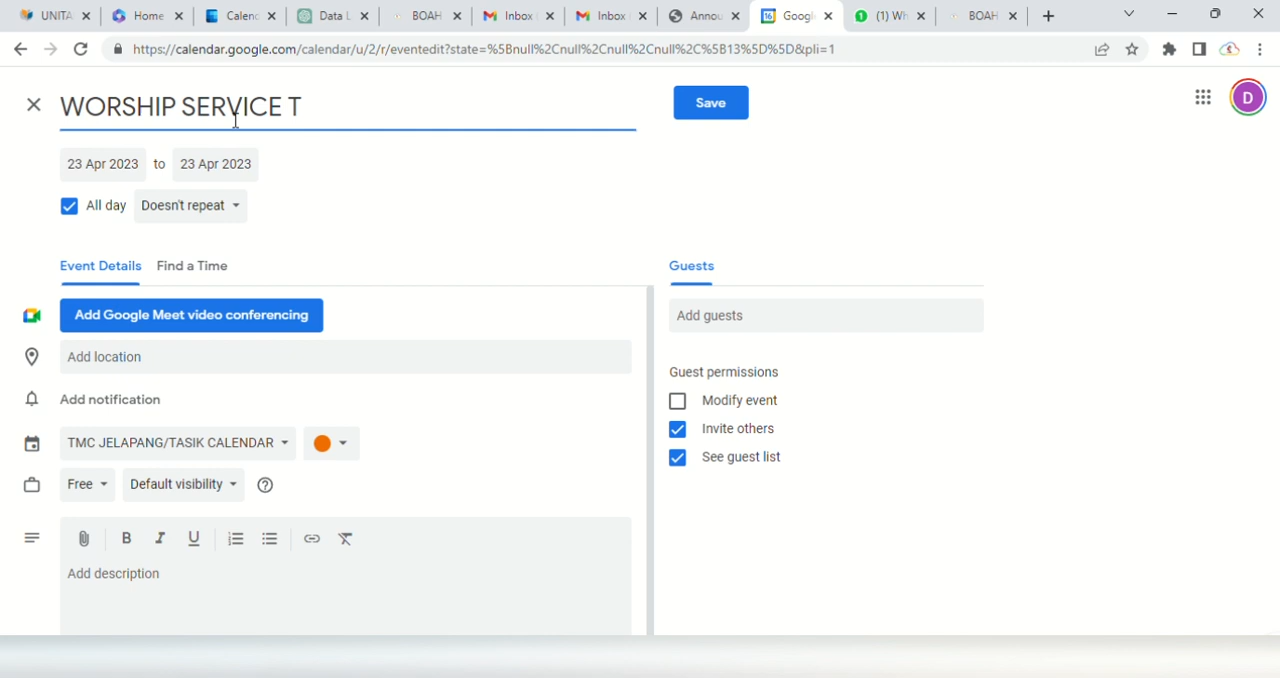 UNITA Home Calenc Data L BOAH Inbox Inbox Annou Googl (1) Wh BOAH
https://calendar.google.com/calendar/u/2/r/eventedit?state=%5Bnull%2Cnull%2Cnull%2Cnull%2C%5B13%5D%5D&pli=1
WORSHIP SERVICE T
Save
D
23 Apr 2023 to 23 Apr 2023
All day Doesn't repeat
Event Details Find a Time
Guests
Add Google Meet video conferencing
Add guests
Add location
Guest permissions
Add notification
Modify event
TMC JELAPANG/TASIK CALENDAR
Invite others
See guest list
Free Default visibility
B I U
Add description